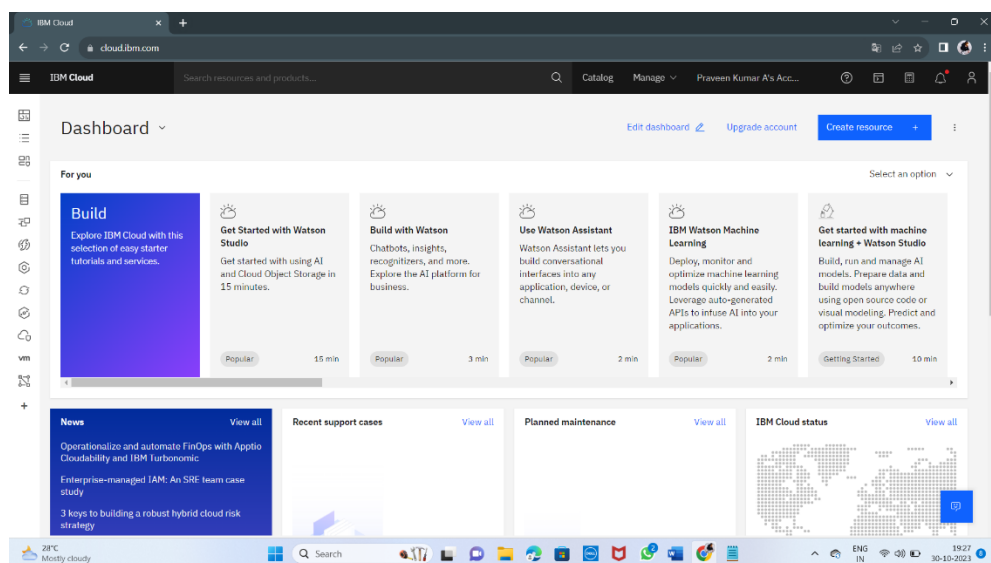 IBM Cloud
cloud.ibm.com
IBM Cloud
Search resources and products...
Catalog
Manage
Praveen Kumar A's Acc...
Dashboard
Edit dashboard
Upgrade account
Create resource +
For you
Select an option
Build
Explore IBM Cloud with this
selection of easy starter
tutorials and services.
Get Started with Watson
Studio
Get started with using AI
and Cloud Object Storage in
15 minutes.
Popular
15 min
Build with Watson
Chatbots, insights,
recognitizers, and more.
Explore the AI platform for
business.
Popular
3 min
Use Watson Assistant
Watson Assistant lets you
build conversational
interfaces into any
application, device, or
channel.
Popular
2 min
IBM Watson Machine
Learning
Deploy, monitor and
optimize machine learning
models quickly and easily.
Leverage auto-generated
APIs to infuse AI into your
applications.
Popular
2 min
Get started with machine
learning + Watson Studio
Build, run and manage AI
models. Prepare data and
build models anywhere
using open source code or
visual modeling. Predict and
optimize your outcomes.
Getting Started
10 min
vm
News
View all
Operationalize and automate FinOps with Apptio
Cloudability and IBM Turbonomic
Enterprise-managed IAM: An SRE team case
study
3 keys to building a robust hybrid cloud risk
strategy
Recent support cases
View all
Planned maintenance
View all
IBM Cloud status
View all
28°C
Mostly cloudy
Search
ENG
IN
19:27
30-10-2023